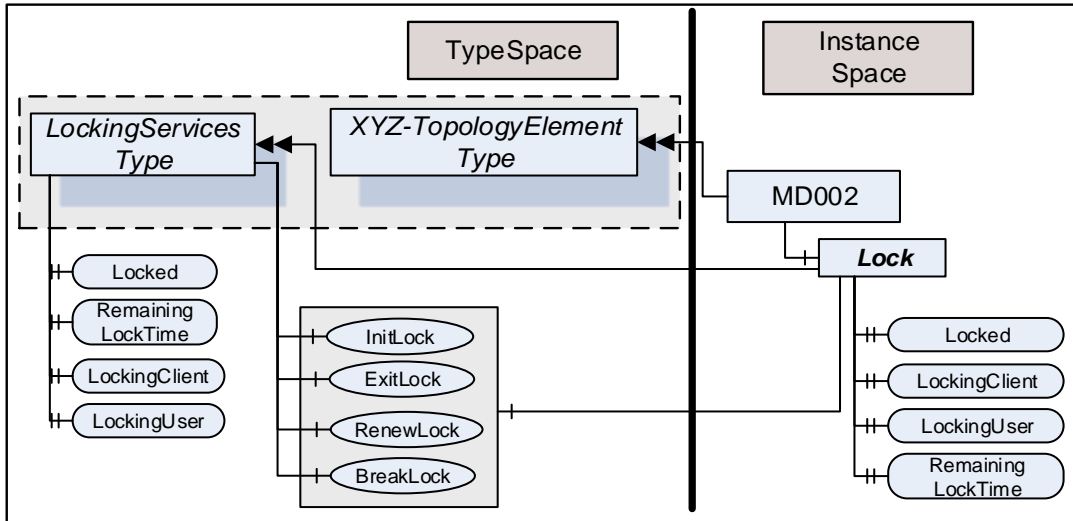 TypeSpace
Instance
Space
LockingServices
Type
XYZ-TopologyElement
Type
MD002
Lock
Locked
Remaining
LockTime
LockingClient
LockingUser
InitLock
ExitLock
RenewLock
BreakLock
Locked
LockingClient
LockingUser
Remaining
LockTime